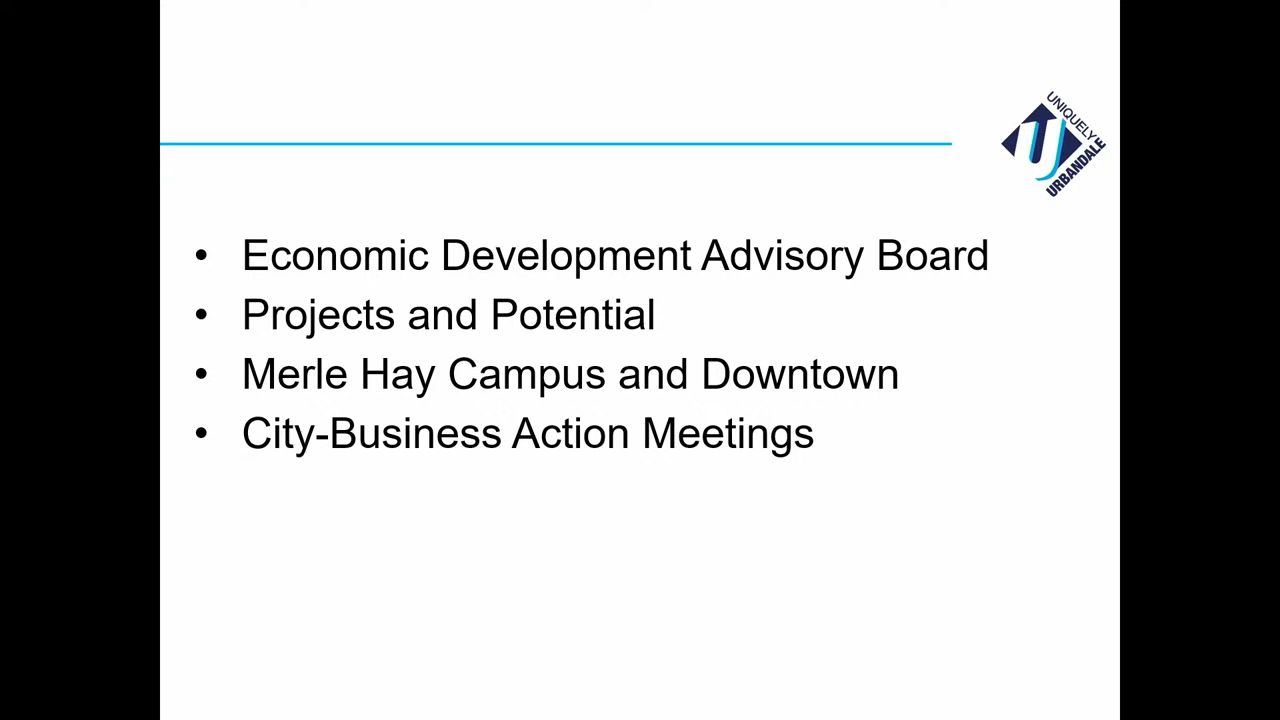 UNIQUELY
URBANDALE
• Economic Development Advisory Board
• Projects and Potential
• Merle Hay Campus and Downtown
• City-Business Action Meetings